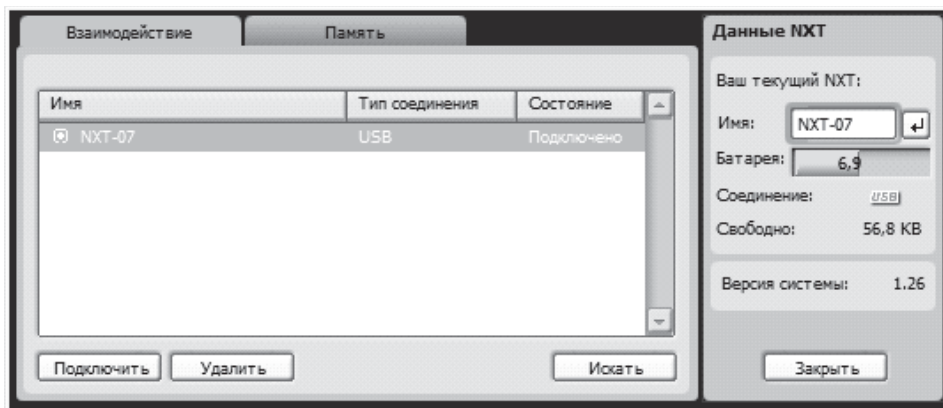 Взаимодействие
Память
Имя
Тип соединения
Состояние
NXT-07
USB
Подключено
Подключить
Удалить
Искать
Данные NXT
Ваш текущий NXT:
Имя:
NXT-07
Батарея:
6,9
Соединение:
USB
Свободно:
56,8 KB
Версия системы:
1.26
Закрыть